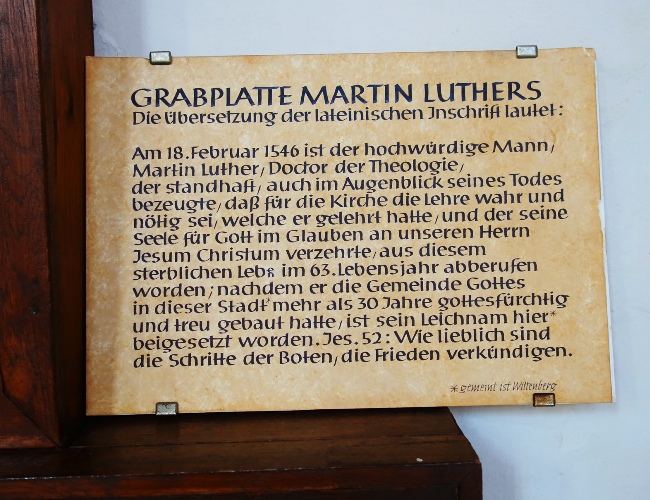 GRABPLATTE MARTIN LUTHERS
Die Übersetzung der lateinischen Jnschrift lautet:
Am 18.Februar 1546 ist der hochwürdige Mann,
Martin Luther, Doctor der Theologie,
der standhaft, auch im Augenblick seines Todes
bezeugte, daß für die Kirche die Lehre wahr und
nötig sei, welche er gelehrt hatte, und der seine
Seele für Gott im Glauben an unseren Herrn
Jesum Christum verzehrte, aus diesem
sterblichen im 63. Lebensjahr abberufen
worden; nachdem er die Gemeinde Gottes
in dieser Stadt* mehr als 30 Jahre gottesfürchtig
und treu gebaut hatte, ist sein Leichnam hier*
beigesetzt worden. Jes. 52: Wie lieblich sind
die Schritte der Boten, die Frieden verkündigen.
* gemeint ist Wittenberg